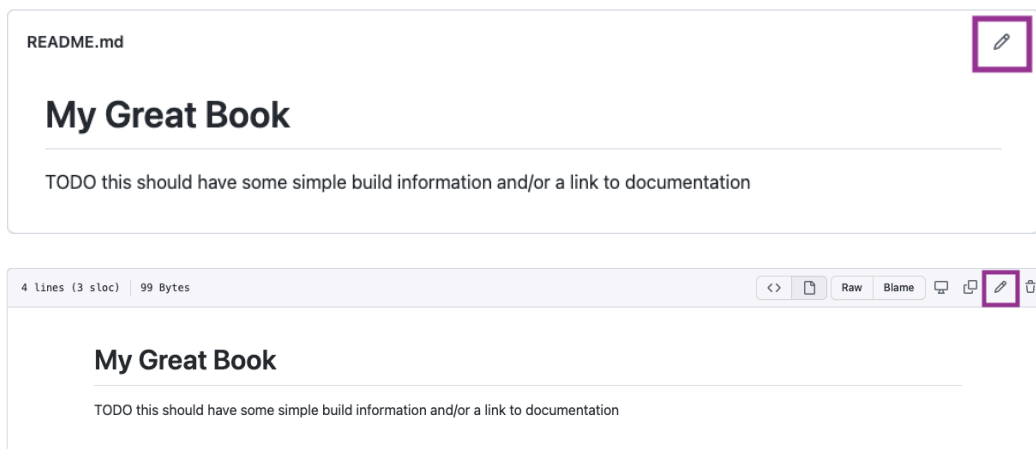 README.md
My Great Book
TODO this should have some simple build information and/or a link to documentation
4 lines (3 sloc) 99 Bytes Raw Blame
My Great Book
TODO this should have some simple build information and/or a link to documentation